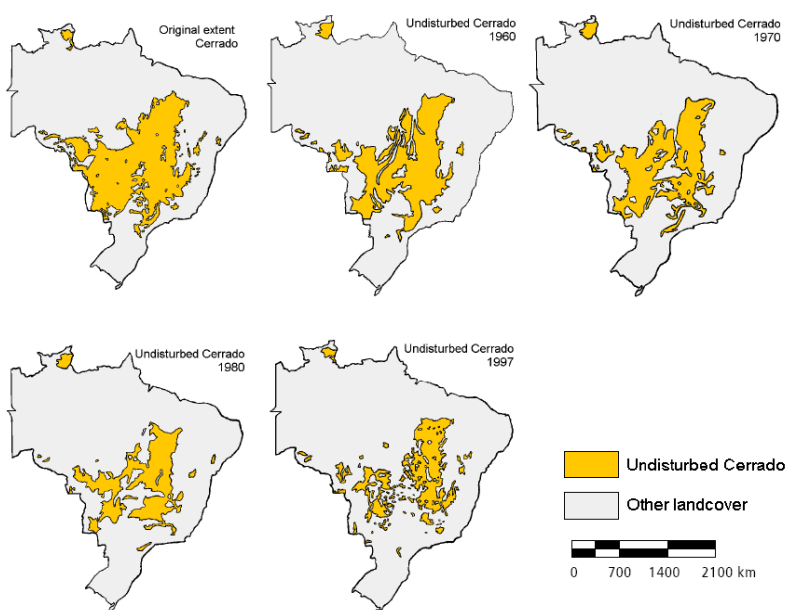 Original extent
Cerrado
Undisturbed Cerrado
1960
Undisturbed Cerrado
1970
Undisturbed Cerrado
1980
Undisturbed Cerrado
1997
Undisturbed Cerrado
Other landcover
0 700 1400 2100 km